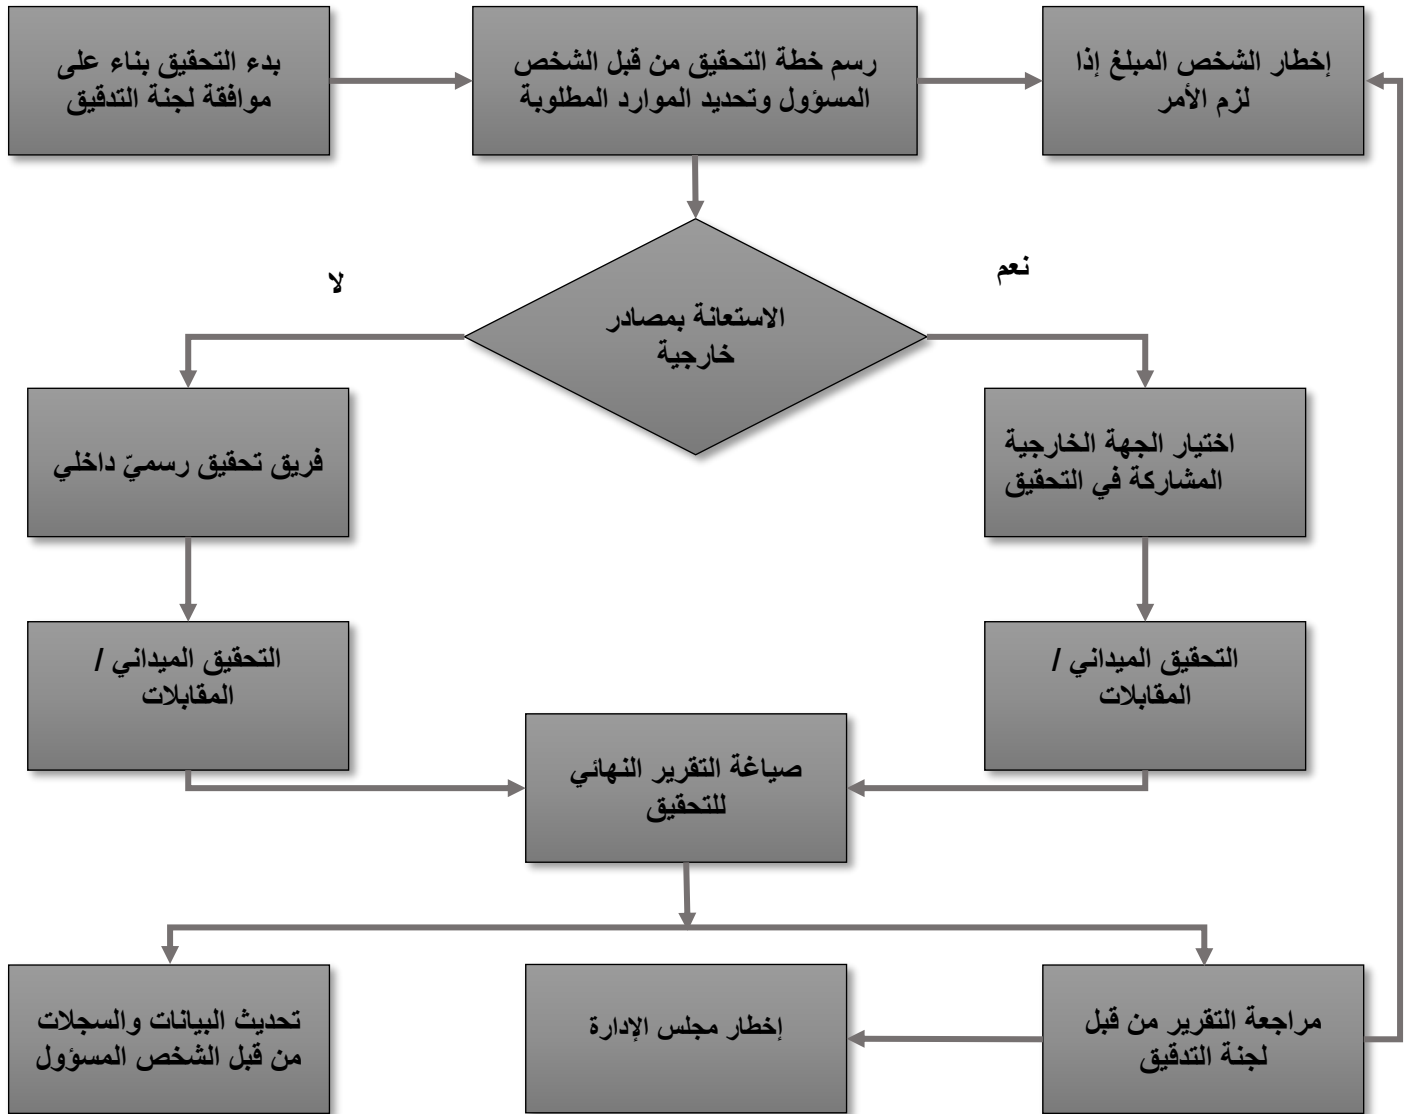 بدء التحقيق بناء على
موافقة لجنة التدقيق
رسم خطة التحقيق من قبل الشخص
المسؤول وتحديد الموارد المطلوبة
إخطار الشخص المبلغ إذا
لزم الأمر
لا
نعم
الاستعانة بمصادر
خارجية
فريق تحقيق رسميّ داخلي
اختيار الجهة الخارجية
المشاركة في التحقيق
التحقيق الميداني /
المقابلات
التحقيق الميداني /
المقابلات
صياغة التقرير النهائي
للتحقيق
تحديث البيانات والسجلات
من قبل الشخص المسؤول
إخطار مجلس الإدارة
مراجعة التقرير من قبل
لجنة التدقيق